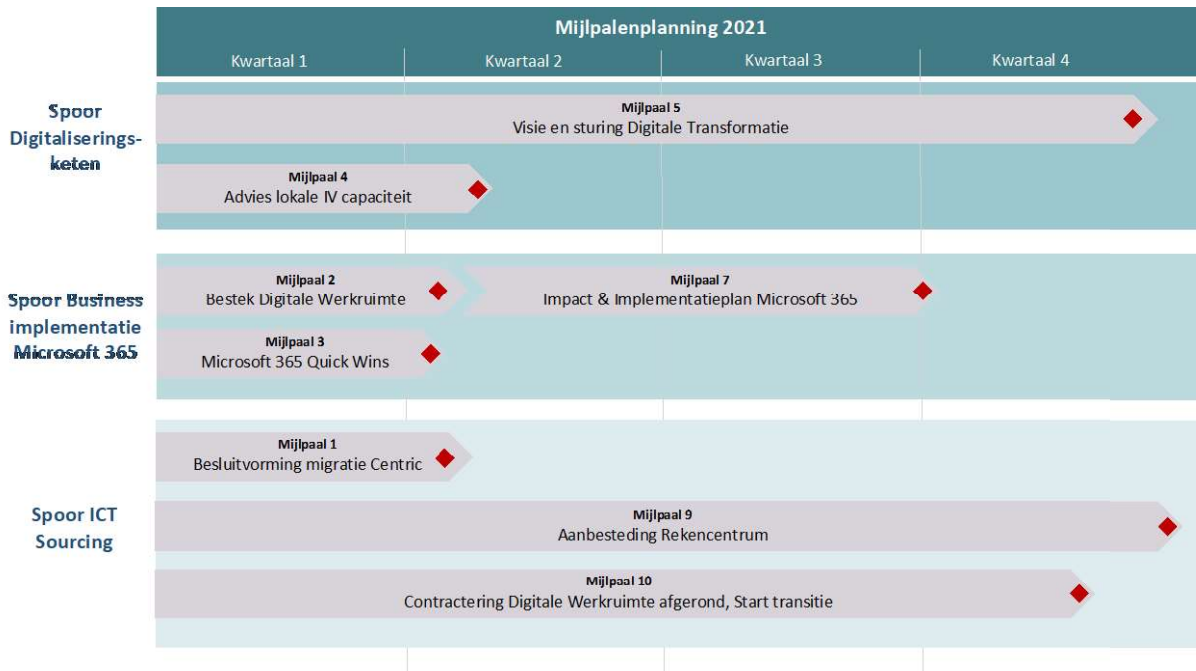 Mijlpalenplanning 2021
Kwartaal 1
Kwartaal 2
Kwartaal 3
Kwartaal 4
Spoor
Digitaliserings-
keten
Mijlpaal 5
Visie en sturing Digitale Transformatie
Mijlpaal 4
Advies lokale IV capaciteit
Spoor Business
implementatie
Microsoft 365
Mijlpaal 2
Bestek Digitale Werkruimte
Mijlpaal 7
Impact & Implementatieplan Microsoft 365
Mijlpaal 3
Microsoft 365 Quick Wins
Spoor ICT
Sourcing
Mijlpaal 1
Besluitvorming migratie Centric
Mijlpaal 9
Aanbesteding Rekencentrum
Mijlpaal 10
Contractering Digitale Werkruimte afgerond, Start transitie